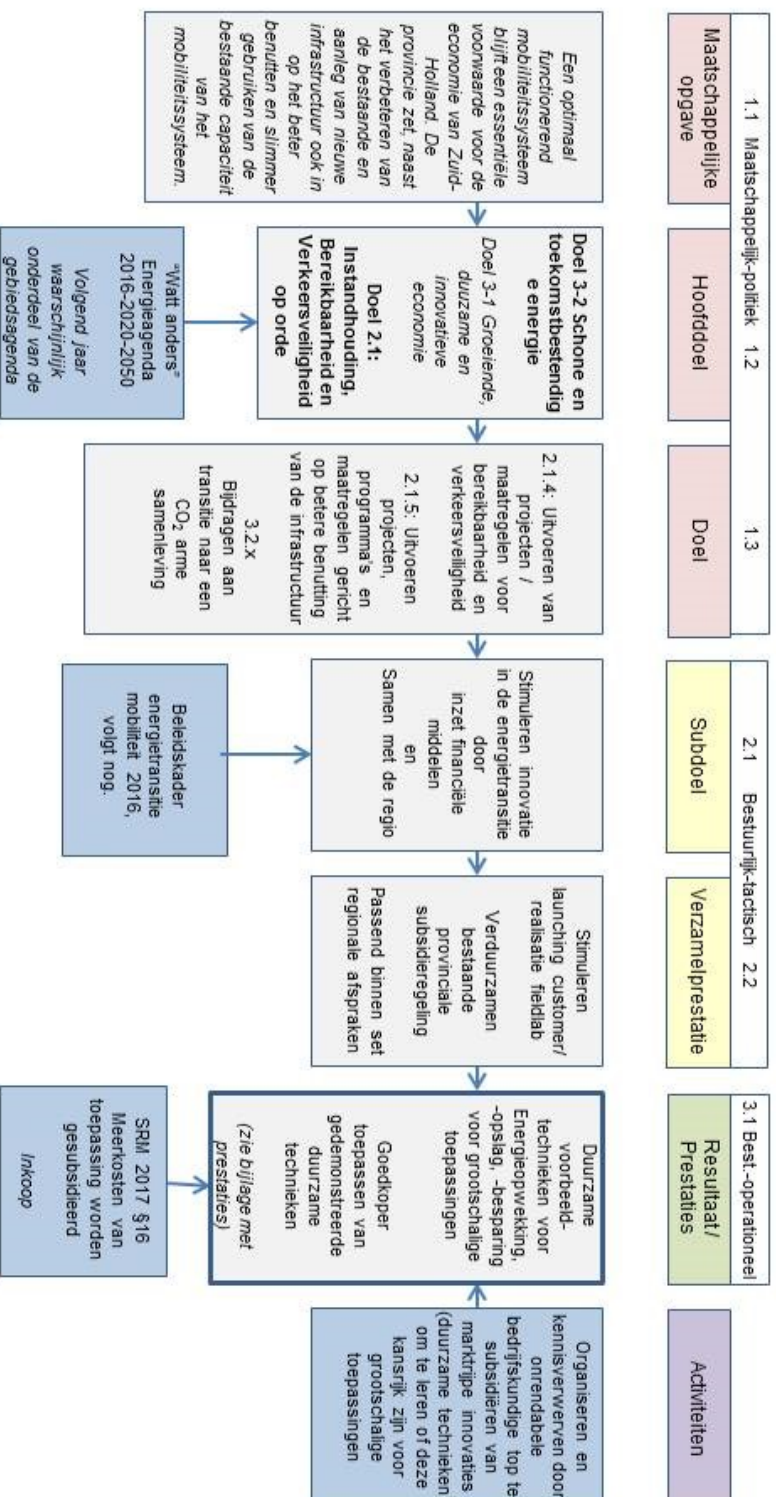 1.1 Maatschappelijk-politiek 1.2
1.3
2.1 Bestuurlijk-tactisch 2.2
3.1 Best.-operationeel
Maatschappelijke
opgave
Hoofddoel
Doel
Subdoel
Verzamelprestatie
Resultaat/
Prestaties
Activiteiten
Een optimaal
functionerend
mobiliteitssysteem
blijft een essentiële
voorwaarde voor de
economie van Zuid-
Holland. De
provincie zet, naast
het verbeteren van
de bestaande en
aanleg van nieuwe
infrastructuur ook in
op het beter
benutten en slimmer
gebruiken van de
bestaande capaciteit
van het
mobiliteitssysteem.
Doel 3-2 Schone en
toekomstbestendig
e energie
Doel 3-1 Groeiende,
duuzame en
innovatieve
economie
Doel 2.1:
Instandhouding,
Bereikbaarheid en
Verkeersveiligheid
op orde
"Watt anders"
Energieagenda
2016-2020-2050
Volgend jaar
waarschijnlijk
onderdeel van de
gebiedsagenda
2.1.4: Uitvoeren van
projecten /
maatregelen voor
bereikbaarheid en
verkeersveiligheid
2.1.5: Uitvoeren
projecten,
programma's en
maatregelen gericht
op betere benutting
van de infrastructuur
3.2.x
Bijdragen aan
transitie naar een
CO₂ arme
samenleving
Stimuleren innovatie
in de energietransitie
door
inzet financiële
middelen
en
Samen met de regio
Beleidskader
energietransitie
mobiliteit 2016,
volgt nog.
Stimuleren
launching customer/
realisatie fieldlab
Verduurzamen
bestaande
provinciale
subsidieregeling
Passend binnen set
regionale afspraken
Duurzame
voorbeeld-
technieken voor
Energieopwekking,
-opslag, -besparing
voor grootschalige
toepassingen
Goedkoper
toepassen van
gedemonstreerde
duurzame
technieken
(zie bijlage met
prestaties)
SRM 2017 §16
Meerkosten van
toepassing worden
gesubsidieerd
Inkoop
Organiseren en
kennisverwerven door
onrendabele
bedrijfskundige top te
subsidiëren van
marktrijpe innovaties
(duurzame technieken
om te leren of deze
kansrijk zijn voor
grootschalige
toepassingen